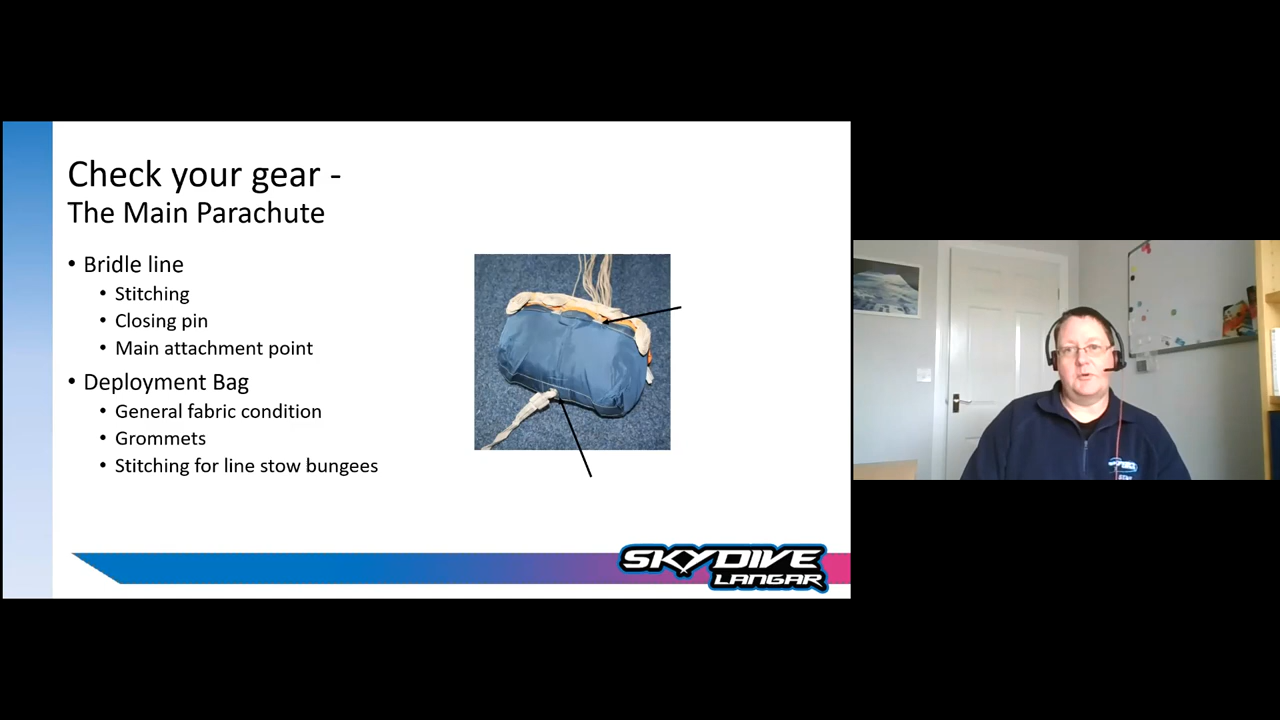 Check your gear -
The Main Parachute
• Bridle line
• Stitching
• Closing pin
• Main attachment point
• Deployment Bag
• General fabric condition
• Grommets
• Stitching for line stow bungees
SKYDIVE
LANGAR